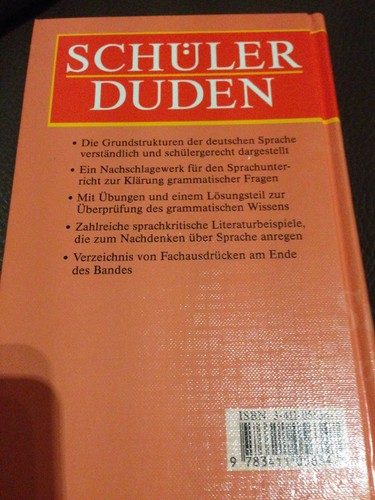 SCHÜLER
DUDEN
• Die Grundstrukturen der deutschen Sprache
verständlich und schülergerecht dargestellt
• Ein Nachschlagewerk für den Sprachunter-
richt zur Klärung grammatischer Fragen
• Mit Übungen und einem Lösungsteil zur
Überprüfung des grammatischen Wissens
• Zahlreiche sprachkritische Literaturbeispiele,
die zum Nachdenken über Sprache anregen
• Verzeichnis von Fachausdrücken am Ende
des Bandes
ISBN